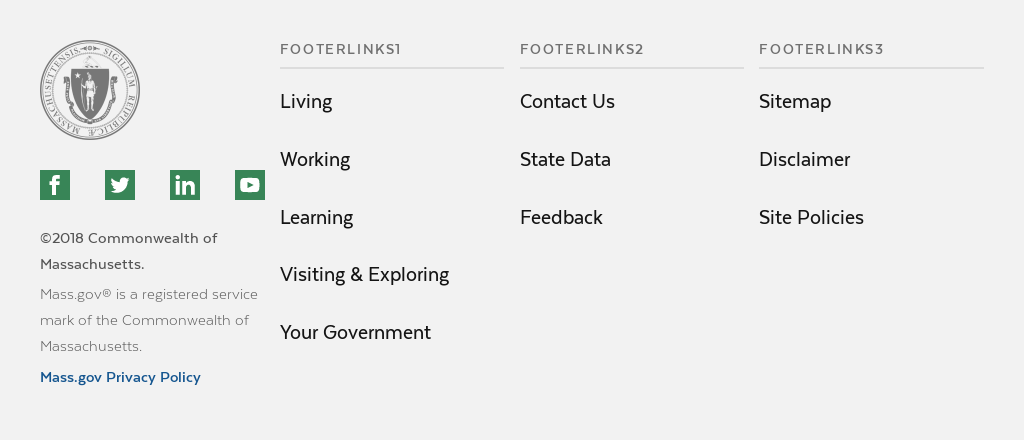 MASSACHUSETTENSIS. SIGILLUM REIPUBLICÆ
©2018 Commonwealth of
Massachusetts.
Mass.gov® is a registered service
mark of the Commonwealth of
Massachusetts.
Mass.gov Privacy Policy
FOOTERLINKS1
Living
Working
Learning
Visiting & Exploring
Your Government
FOOTERLINKS2
Contact Us
State Data
Feedback
FOOTERLINKS3
Sitemap
Disclaimer
Site Policies